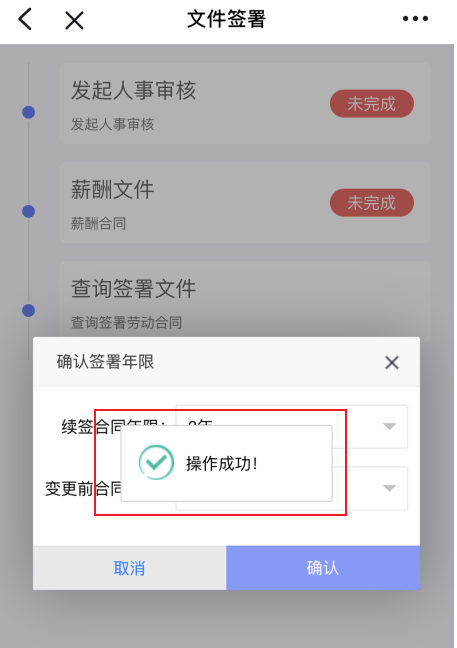 文件签署
发起人事审核
未完成
发起人事审核
薪酬文件
未完成
薪酬合同
查询签署文件
查询签署劳动合同
确认签署年限
续签合同年限：
操作成功！
变更前合同
取消
确认